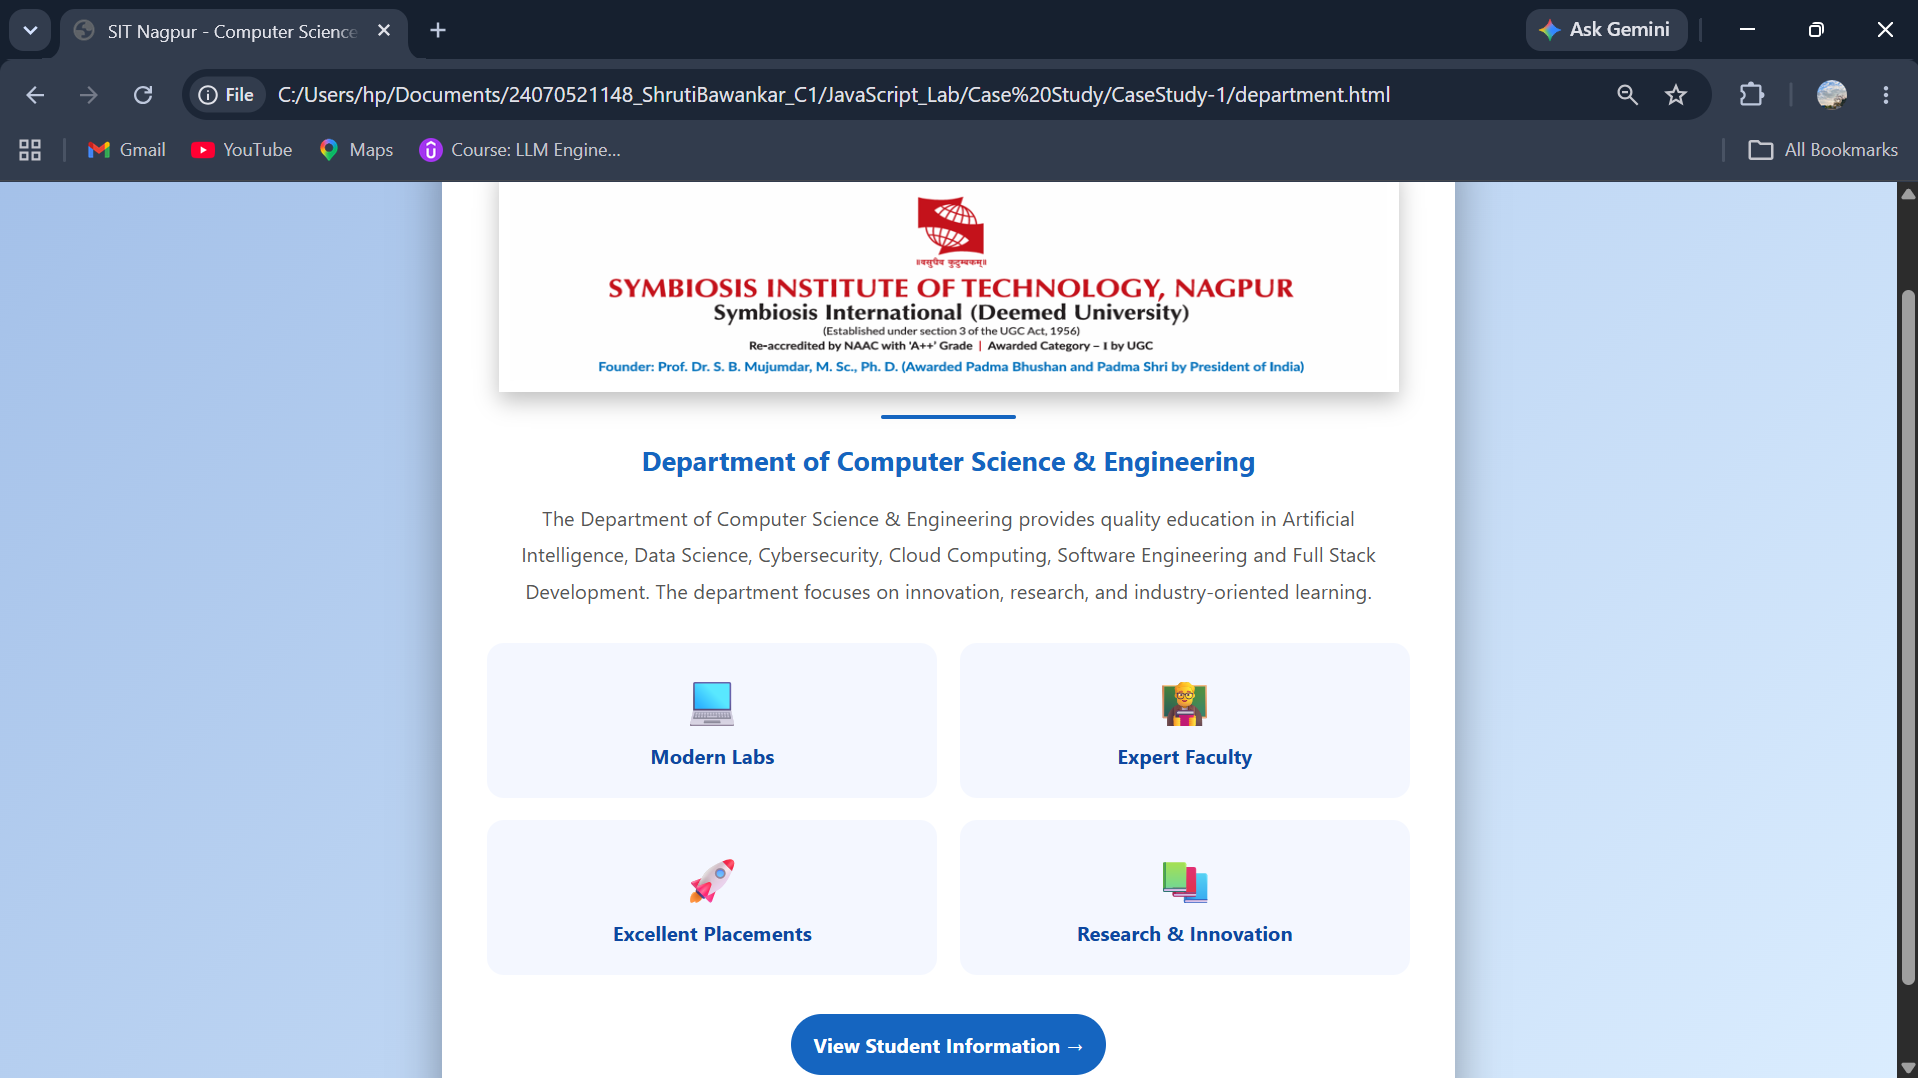 SIT Nagpur - Computer Science
Ask Gemini
File
C:/Users/hp/Documents/24070521148_ShrutiBawankar_C1/JavaScript_Lab/Case%20Study/CaseStudy-1/department.html
Gmail
YouTube
Maps
Course: LLM Engine...
All Bookmarks
॥वसुधैव कुटुम्बकम्॥
SYMBIOSIS INSTITUTE OF TECHNOLOGY, NAGPUR
Symbiosis International (Deemed University)
(Established under section 3 of the UGC Act, 1956)
Re-accredited by NAAC with 'A++' Grade | Awarded Category – I by UGC
Founder: Prof. Dr. S. B. Mujumdar, M. Sc., Ph. D. (Awarded Padma Bhushan and Padma Shri by President of India)
Department of Computer Science & Engineering
The Department of Computer Science & Engineering provides quality education in Artificial
Intelligence, Data Science, Cybersecurity, Cloud Computing, Software Engineering and Full Stack
Development. The department focuses on innovation, research, and industry-oriented learning.
Modern Labs
Expert Faculty
Excellent Placements
Research & Innovation
View Student Information →